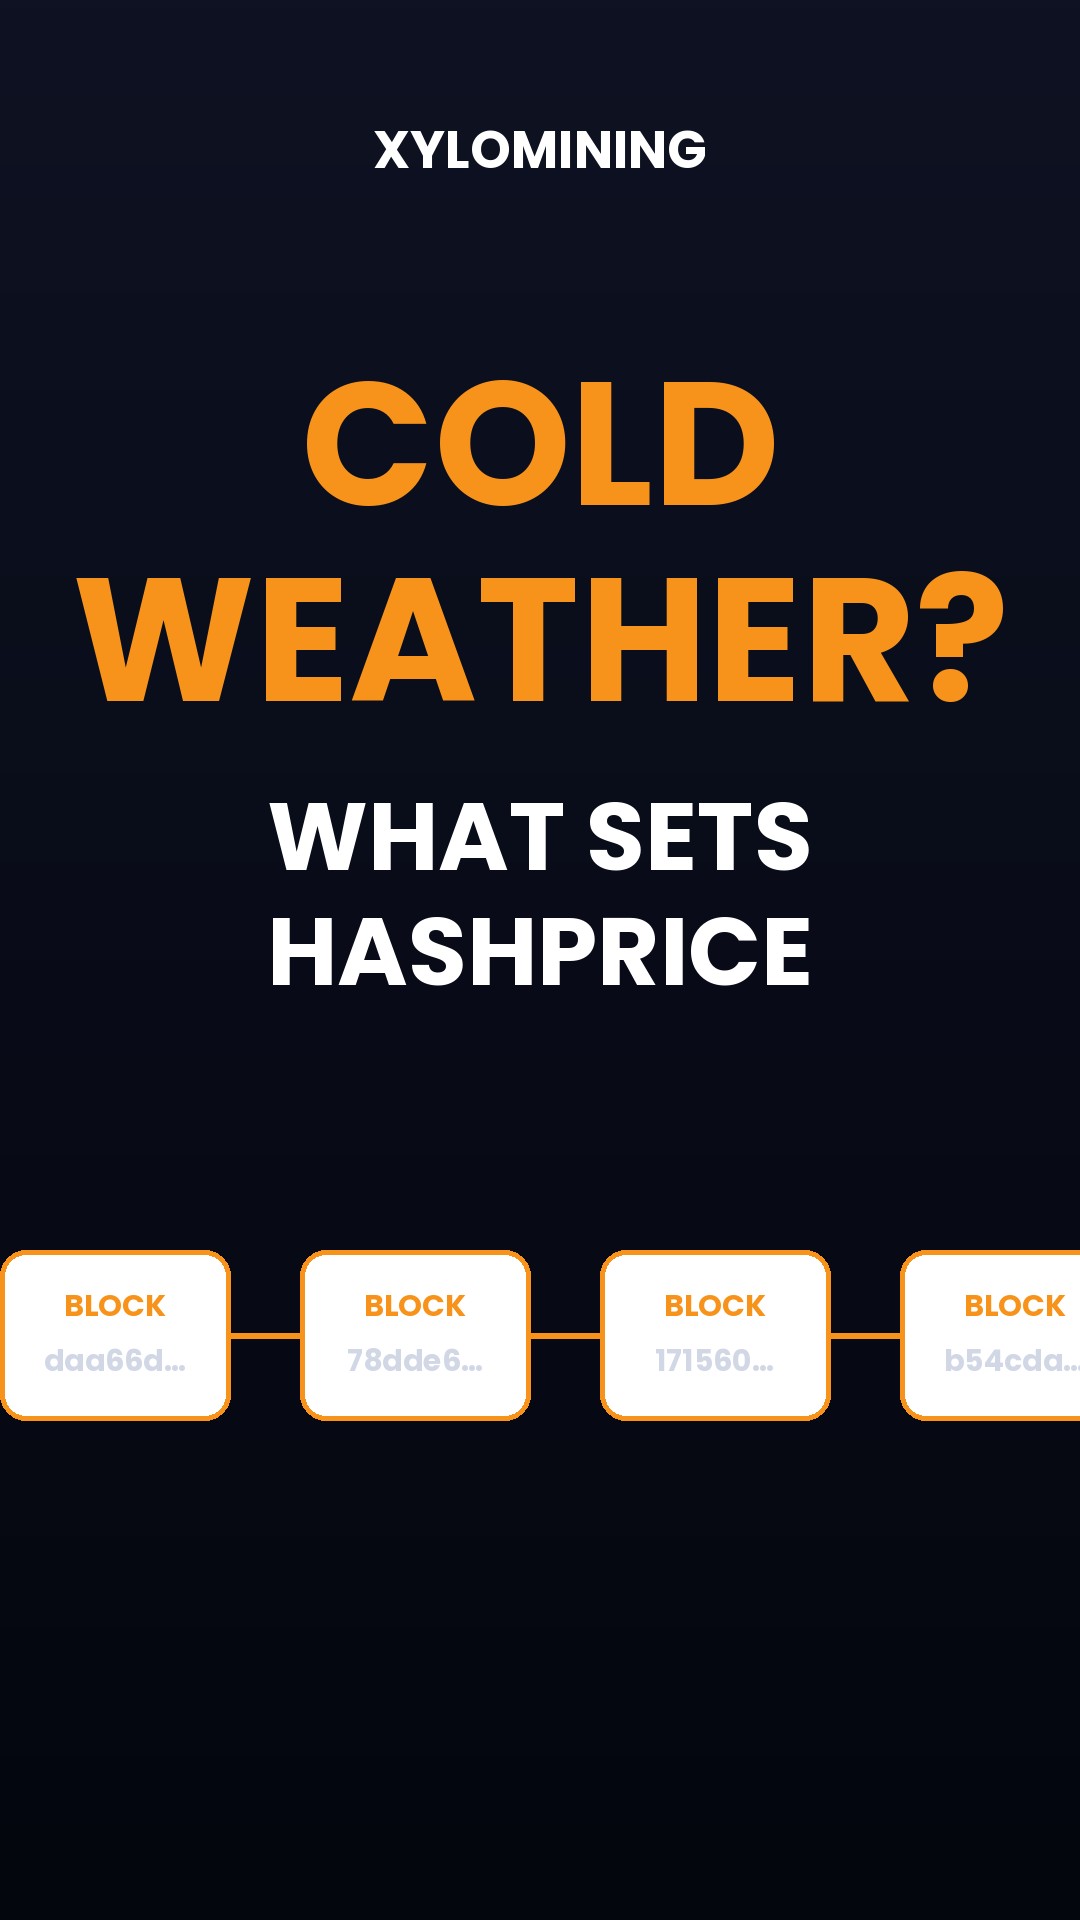 XYLOMINING
COLD
WEATHER?
WHAT SETS
HASHPRICE
BLOCK
daa66d...
BLOCK
78dde6...
BLOCK
171560...
BLOCK
b54cda...